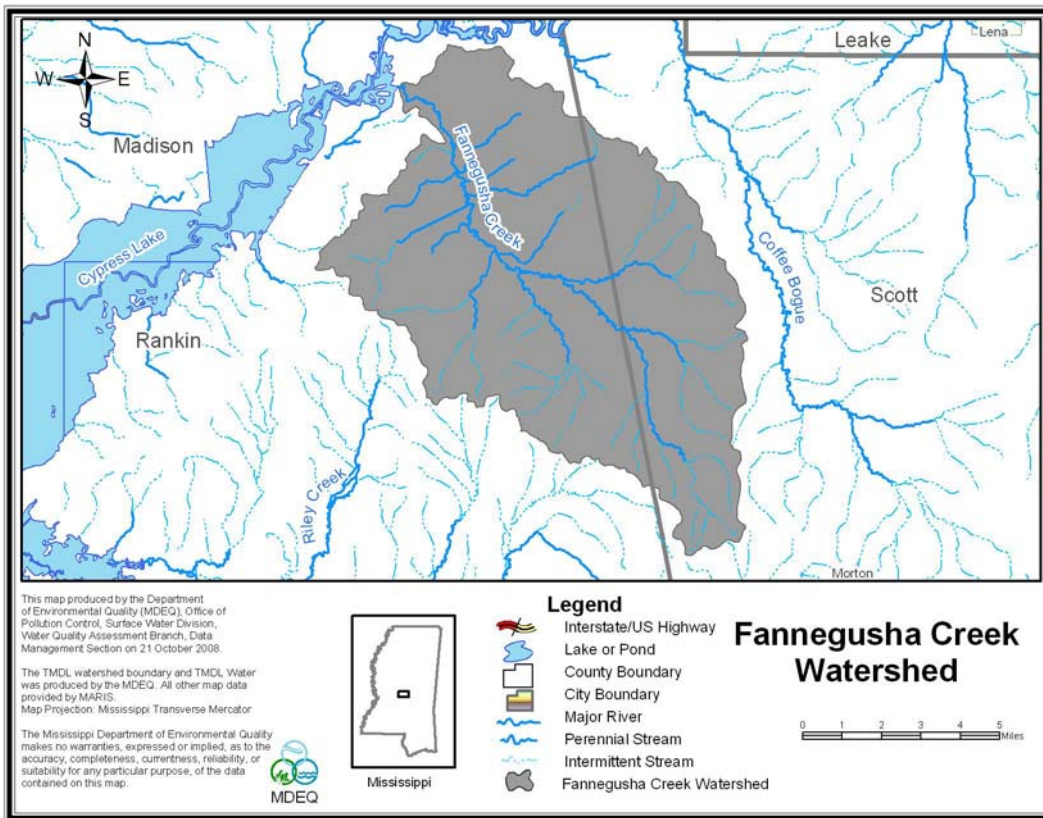 N
W E
S
Madison
Leake
Lena
Fannegusha Creek
Cypress Lake
Coffee Bogue
Scott
Rankin
Riley Creek
Morton
This map produced by the Department
of Environmental Quality (MDEQ), Office of
Pollution Control, Surface Water Division,
Water Quality Assessment Branch, Data
Management Section on 21 October 2008.
The TMDL watershed boundary and TMDL Water
was produced by the MDEQ. All other map data
provided by MARIS.
Map Projection: Mississippi Transverse Mercator
The Mississippi Department of Environmental Quality
makes no warranties, expressed or implied, as to the
accuracy, completeness, currentness, reliability, or
suitability for any particular purpose, of the data
contained on this map.
MDEQ
Mississippi
Legend
Interstate/US Highway
Lake or Pond
County Boundary
City Boundary
Major River
Perennial Stream
Intermittent Stream
Fannegusha Creek Watershed
Fannegusha Creek
Watershed
0 1 2 3 4 5
Miles